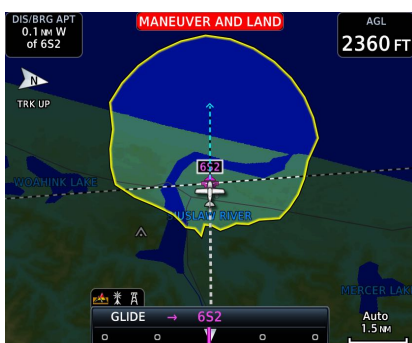 DIS/BRG APT
0.1 NM W
of 6S2
MANEUVER AND LAND
AGL
2360 FT
N
TRK UP
6S2
WOAHINK LAKE
SIUSLAW RIVER
MERCER LAK
GLIDE → 6S2
Auto
1.5 NM